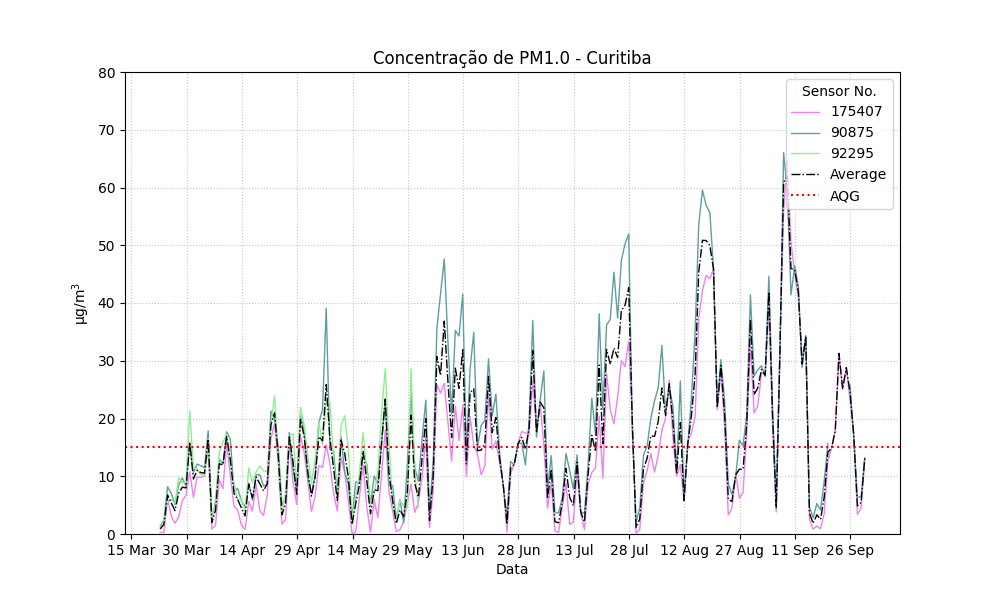 Concentração de PM1.0 - Curitiba
80
70
60
50
40
30
20
10
0
µg/m³
Sensor No.
175407
90875
92295
Average
AQG
15 Mar 30 Mar 14 Apr 29 Apr 14 May 29 May 13 Jun 28 Jun 13 Jul 28 Jul 12 Aug 27 Aug 11 Sep 26 Sep
Data